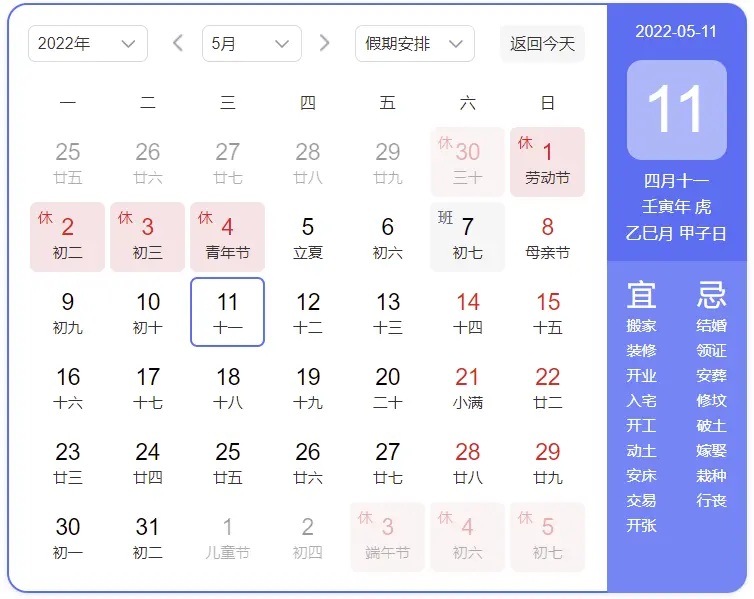 2022年 5月 假期安排 返回今天
一 二 三 四 五 六 日
25 26 27 28 29 休 30 休 1
廿五 廿六 廿七 廿八 廿九 三十 劳动节
休 2 休 3 休 4 5 6 班 7 8
初二 初三 青年节 立夏 初六 初七 母亲节
9 10 11 12 13 14 15
初九 初十 十一 十二 十三 十四 十五
16 17 18 19 20 21 22
十六 十七 十八 十九 二十 小满 廿二
23 24 25 26 27 28 29
廿三 廿四 廿五 廿六 廿七 廿八 廿九
30 31 1 2 休 3 休 4 休 5
初一 初二 儿童节 初四 端午节 初六 初七
2022-05-11
11
四月十一
壬寅年 虎
乙巳月 甲子日
宜 忌
搬家 结婚
装修 领证
开业 安葬
入宅 修坟
开工 破土
动土 嫁娶
安床 栽种
交易 行丧
开张